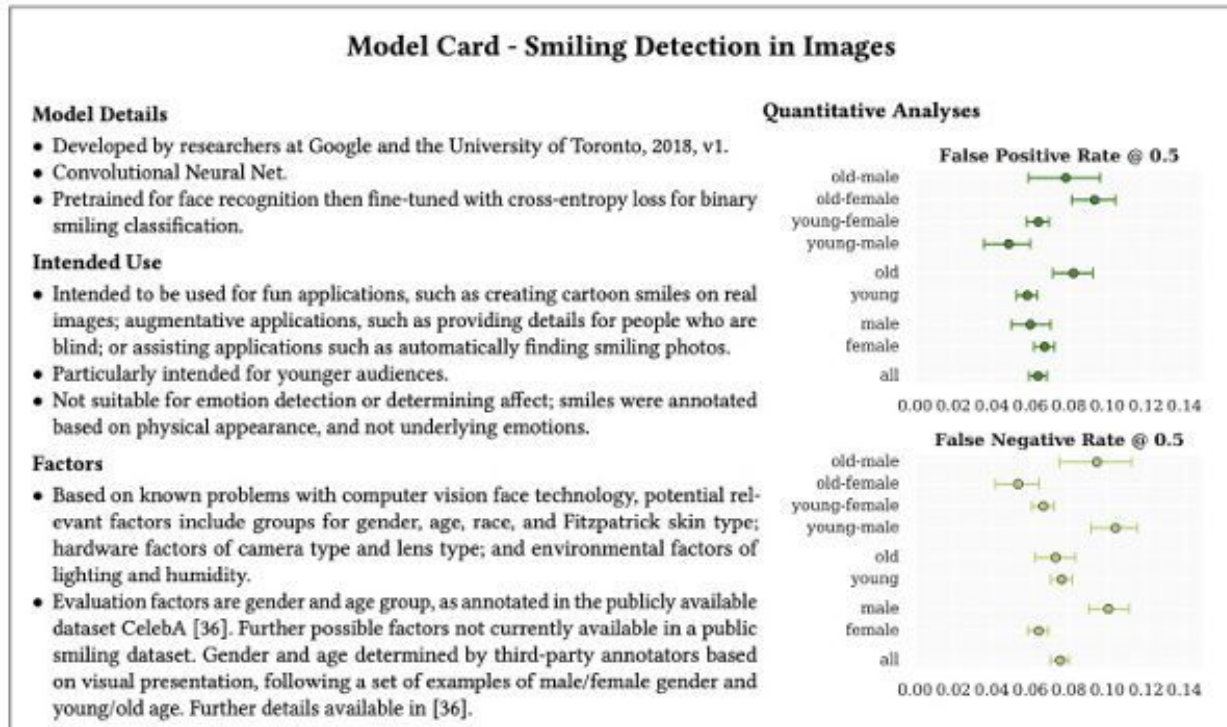 Model Card - Smiling Detection in Images
Model Details
• Developed by researchers at Google and the University of Toronto, 2018, v1.
• Convolutional Neural Net.
• Pretrained for face recognition then fine-tuned with cross-entropy loss for binary
smiling classification.
Intended Use
• Intended to be used for fun applications, such as creating cartoon smiles on real
images; augmentative applications, such as providing details for people who are
blind; or assisting applications such as automatically finding smiling photos.
• Particularly intended for younger audiences.
• Not suitable for emotion detection or determining affect; smiles were annotated
based on physical appearance, and not underlying emotions.
Factors
• Based on known problems with computer vision face technology, potential rel-
evant factors include groups for gender, age, race, and Fitzpatrick skin type;
hardware factors of camera type and lens type; and environmental factors of
lighting and humidity.
• Evaluation factors are gender and age group, as annotated in the publicly available
dataset CelebA [36]. Further possible factors not currently available in a public
smiling dataset. Gender and age determined by third-party annotators based
on visual presentation, following a set of examples of male/female gender and
young/old age. Further details available in [36].
Quantitative Analyses
False Positive Rate @ 0.5
old-male
old-female
young-female
young-male
old
young
male
female
all
0.00 0.02 0.04 0.06 0.08 0.10 0.12 0.14
False Negative Rate @ 0.5
old-male
old-female
young-female
young-male
old
young
male
female
all
0.00 0.02 0.04 0.06 0.08 0.10 0.12 0.14